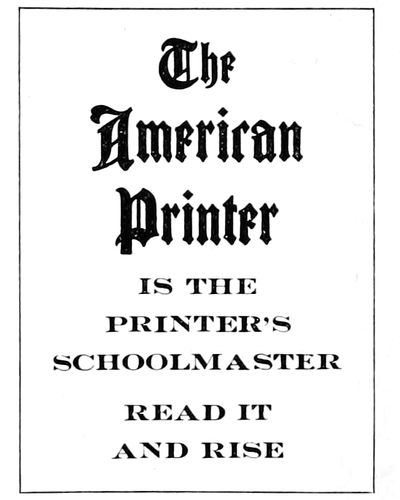 The
American
Printer
IS THE
PRINTER'S
SCHOOLMASTER
READ IT
AND RISE